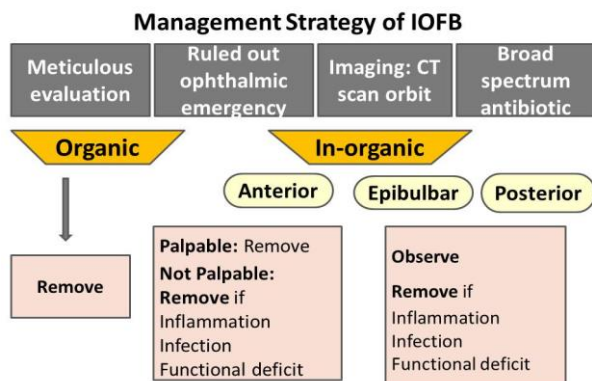 Management Strategy of IOFB
Meticulous
evaluation
Ruled out
ophthalmic
emergency
Imaging: CT
scan orbit
Broad
spectrum
antibiotic
Organic
In-organic
Anterior
Epibulbar
Posterior
Remove
Palpable: Remove
Not Palpable:
Remove if
Inflammation
Infection
Functional deficit
Observe
Remove if
Inflammation
Infection
Functional deficit